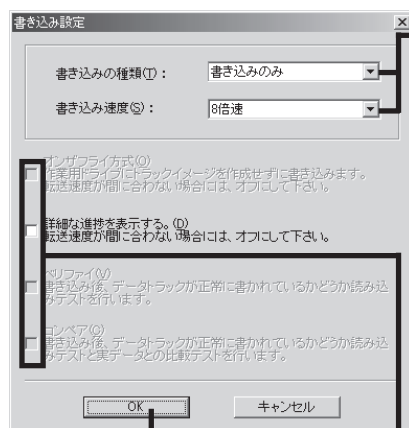 書き込み設定
書き込みの種類(T)： 書き込みのみ
書き込み速度(S)： 8倍速
オンザフライ方式(O)
作業用ドライブにトラックイメージを作成せずに書き込みます。
転送速度が間に合わない場合には、オフにして下さい。
詳細な進捗を表示する。(D)
転送速度が間に合わない場合には、オフにして下さい。
ベリファイ(V)
書き込み後、データトラックが正常に書かれているかどうか読み込
みテストを行います。
コンペア(C)
書き込み後、データトラックが正常に書かれているかどうか読み込
みテストと実データとの比較テストを行います。
OK キャンセル